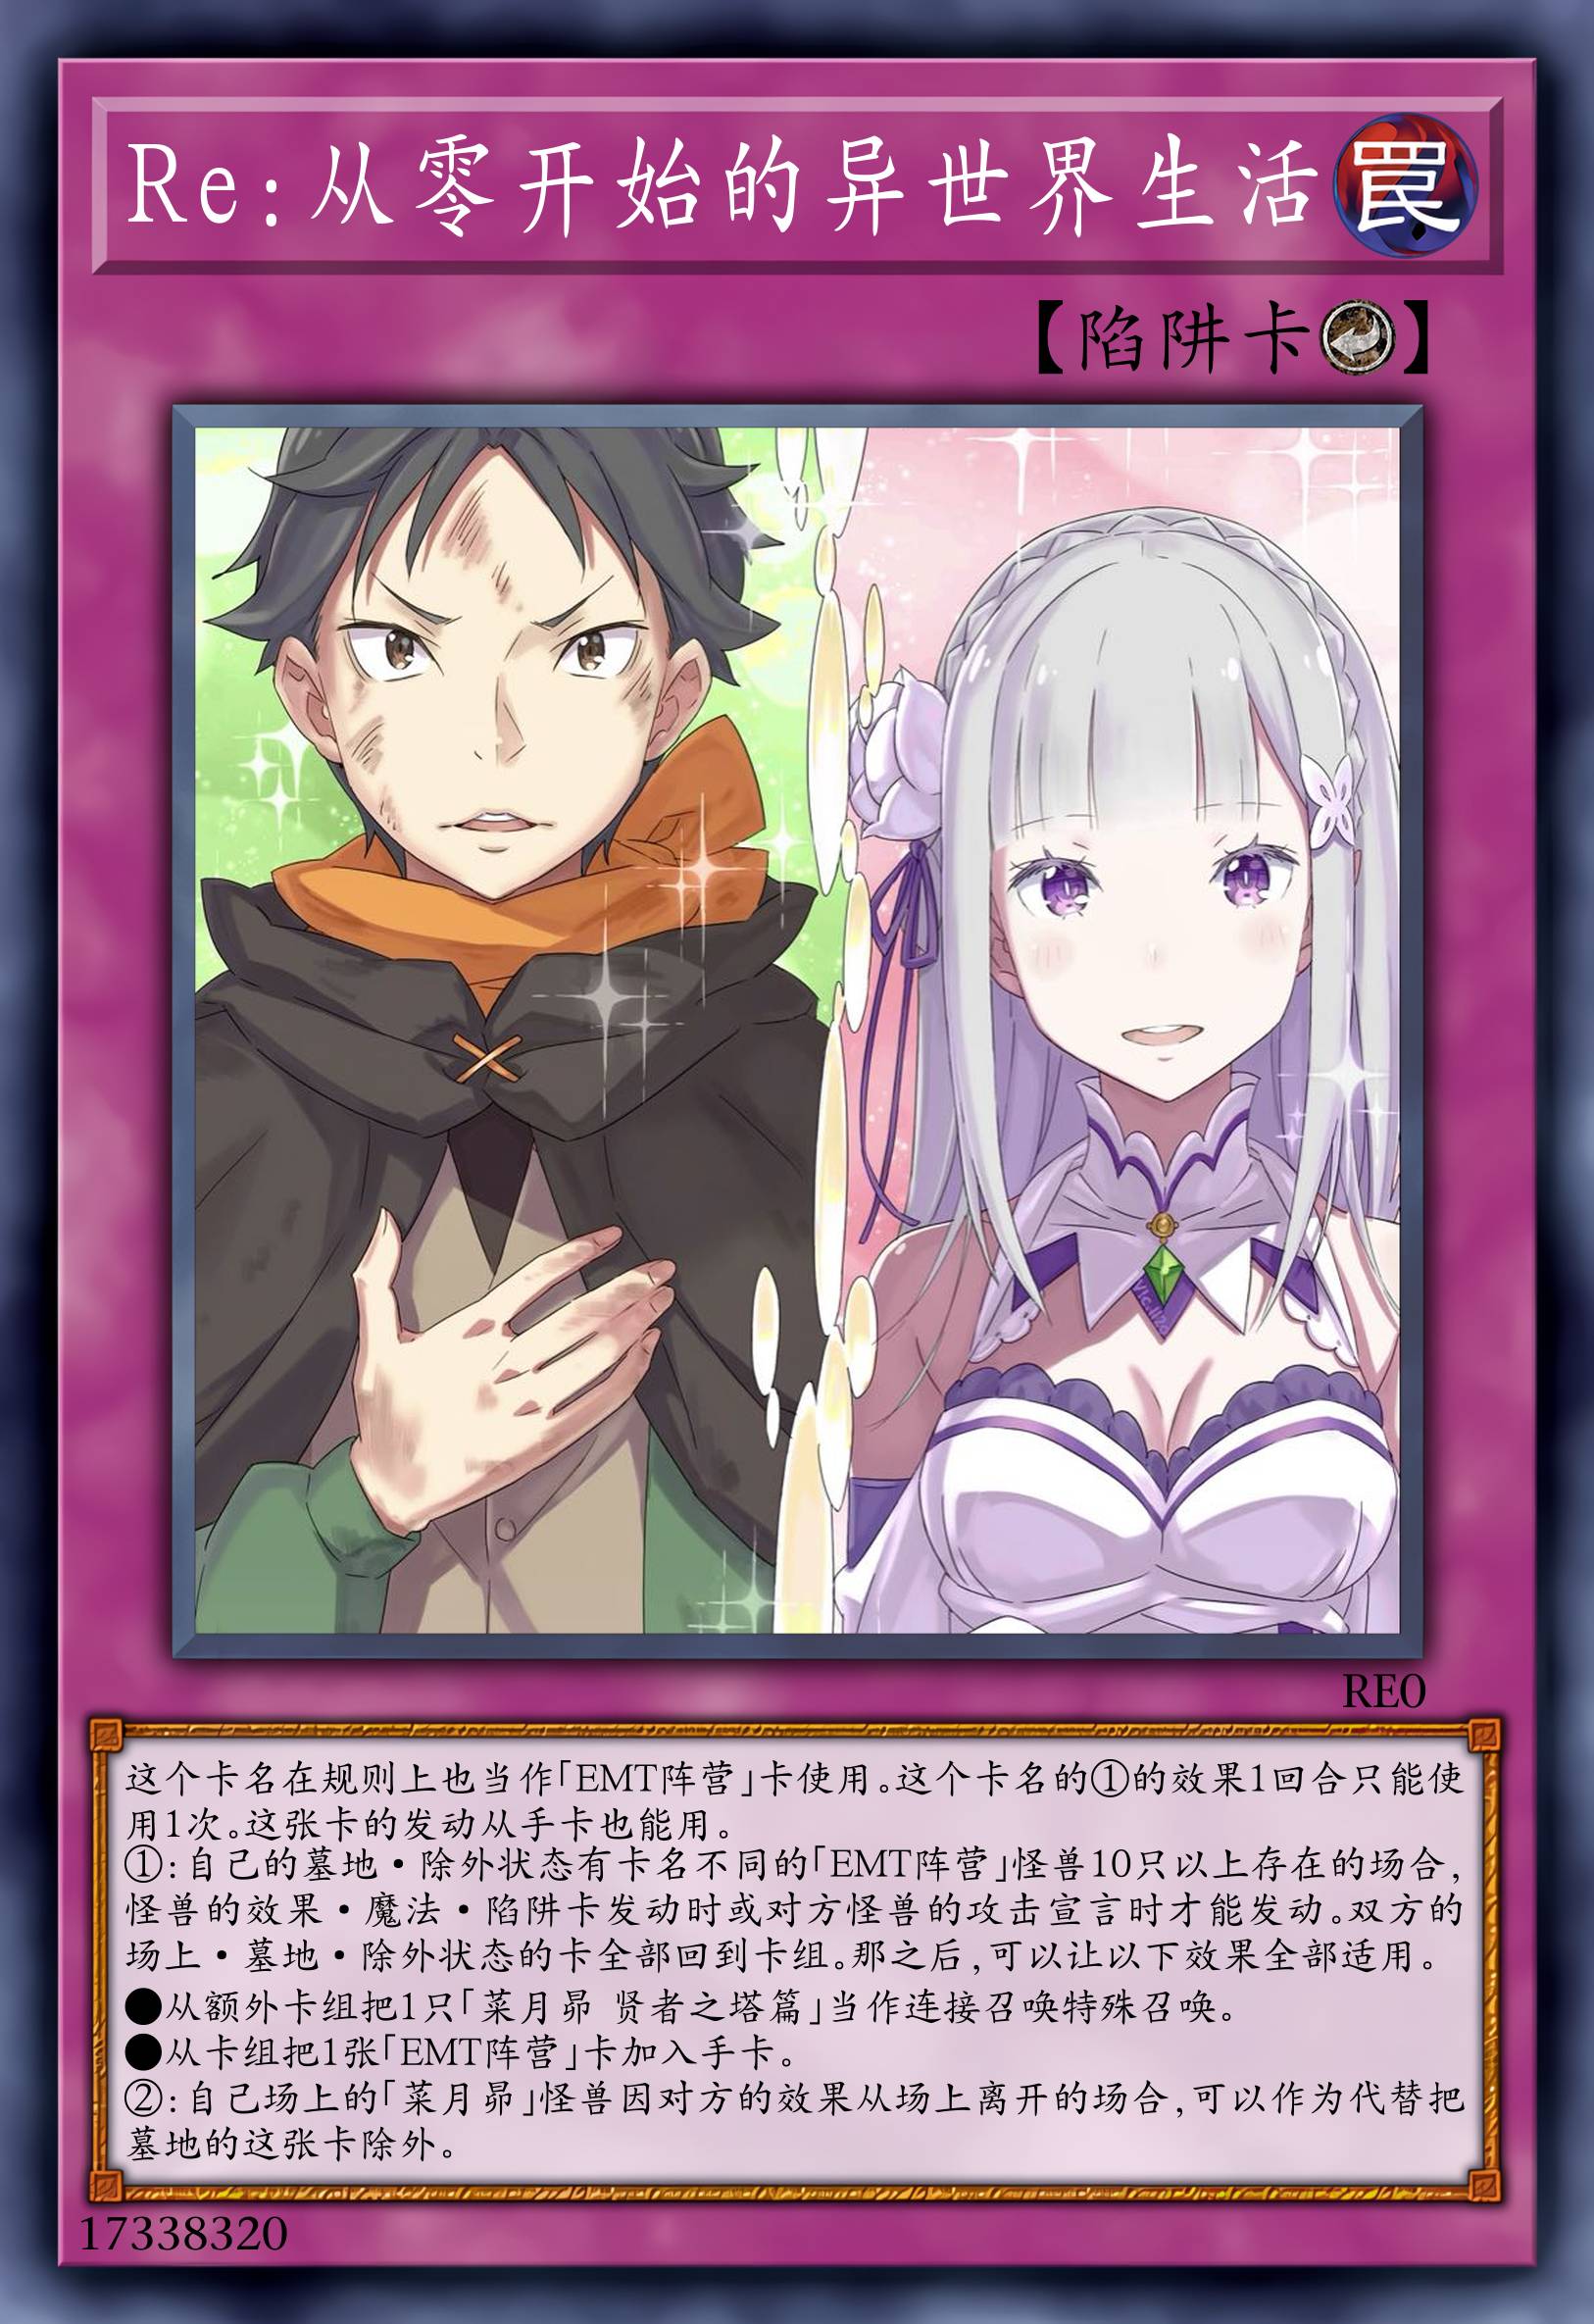 Re:从零开始的异世界生活罠
【陷阱卡】
RE0
这个卡名在规则上也当作「EMT阵营」卡使用。这个卡名的①的效果1回合只能使
用1次。这张卡的发动从手卡也能用。
①:自己的墓地·除外状态有卡名不同的「EMT阵营」怪兽10只以上存在的场合,
怪兽的效果·魔法·陷阱卡发动时或对方怪兽的攻击宣言时才能发动。双方的
场上·墓地·除外状态的卡全部回到卡组。那之后,可以让以下效果全部适用。
●从额外卡组把1只「菜月昴 贤者之塔篇」当作连接召唤特殊召唤。
●从卡组把1张「EMT阵营」卡加入手卡。
②:自己场上的「菜月昴」怪兽因对方的效果从场上离开的场合,可以作为代替把
墓地的这张卡除外。
17338320